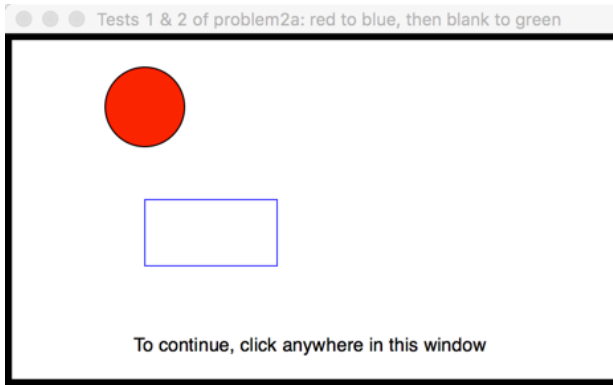 Tests 1 & 2 of problem2a: red to blue, then blank to green
To continue, click anywhere in this window